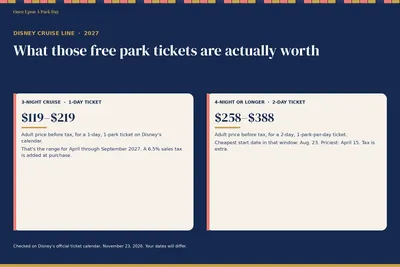 Once Upon A Park Day
DISNEY CRUISE LINE · 2027
What those free park tickets are actually worth
3-NIGHT CRUISE · 1-DAY TICKET
$119–$219
Adult price before tax, for a 1-day, 1-park ticket on Disney's
calendar.
That's the range for April through September 2027. A 6.5% sales tax
is added at purchase.
4-NIGHT OR LONGER · 2-DAY TICKET
$258–$388
Adult price before tax, for a 2-day, 1-park-per-day ticket.
Cheapest start date in that window: Aug. 23. Priciest: April 15. Tax is
extra.
Checked on Disney's official ticket calendar, November 23, 2026. Your dates will differ.